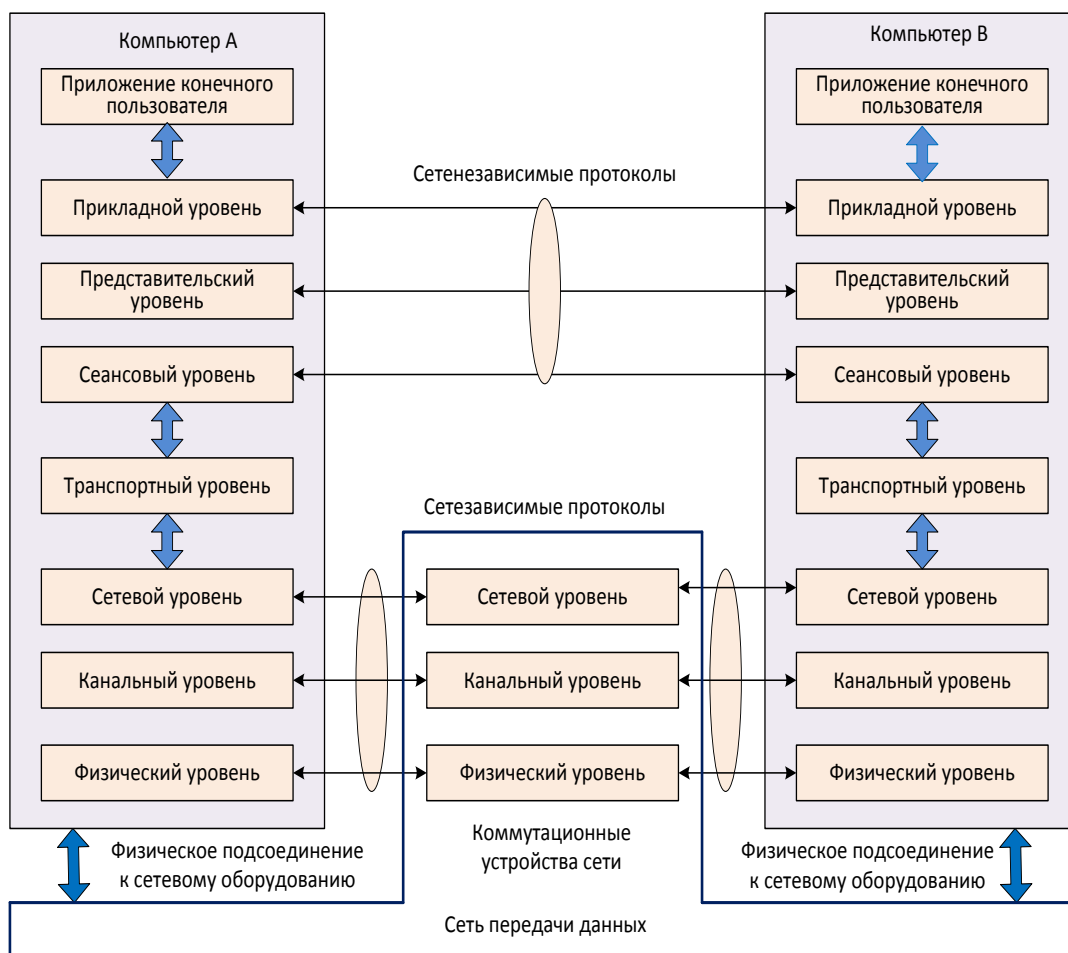 Компьютер А
Компьютер В
Приложение конечного
пользователя
Приложение конечного
пользователя
Сетенезависимые протоколы
Прикладной уровень
Прикладной уровень
Представительский
уровень
Представительский
уровень
Сеансовый уровень
Сеансовый уровень
Транспортный уровень
Транспортный уровень
Сетезависимые протоколы
Сетевой уровень
Сетевой уровень
Сетевой уровень
Канальный уровень
Канальный уровень
Канальный уровень
Физический уровень
Физический уровень
Физический уровень
Физическое подсоединение
к сетевому оборудованию
Коммутационные
устройства сети
Физическое подсоединение
к сетевому оборудованию
Сеть передачи данных